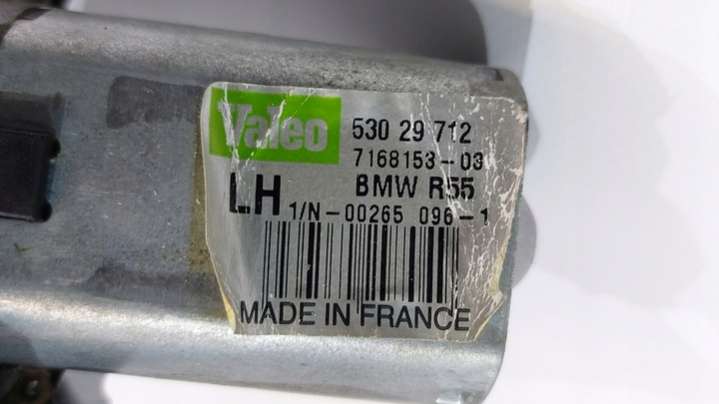 Valeo 530 29 712
7168153-03
LH BMW R55
1/N-00265 096-1
MADE IN FRANCE